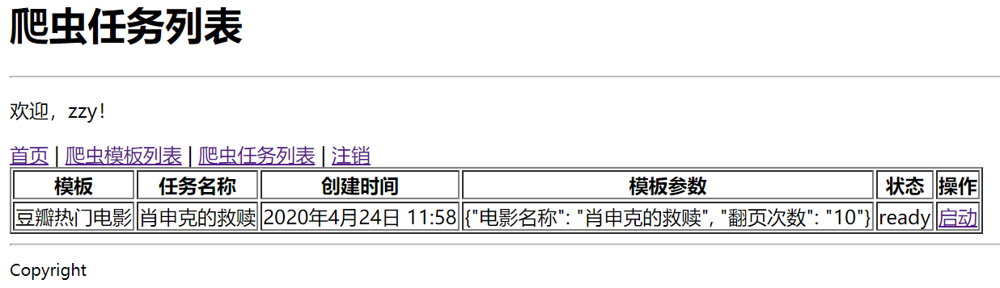 爬虫任务列表
欢迎，zzy！
首页 | 爬虫模板列表 | 爬虫任务列表 | 注销
模板 任务名称 创建时间 模板参数 状态 操作
豆瓣热门电影 肖申克的救赎 2020年4月24日 11:58 {"电影名称": "肖申克的救赎", "翻页次数": "10"} ready 启动
Copyright